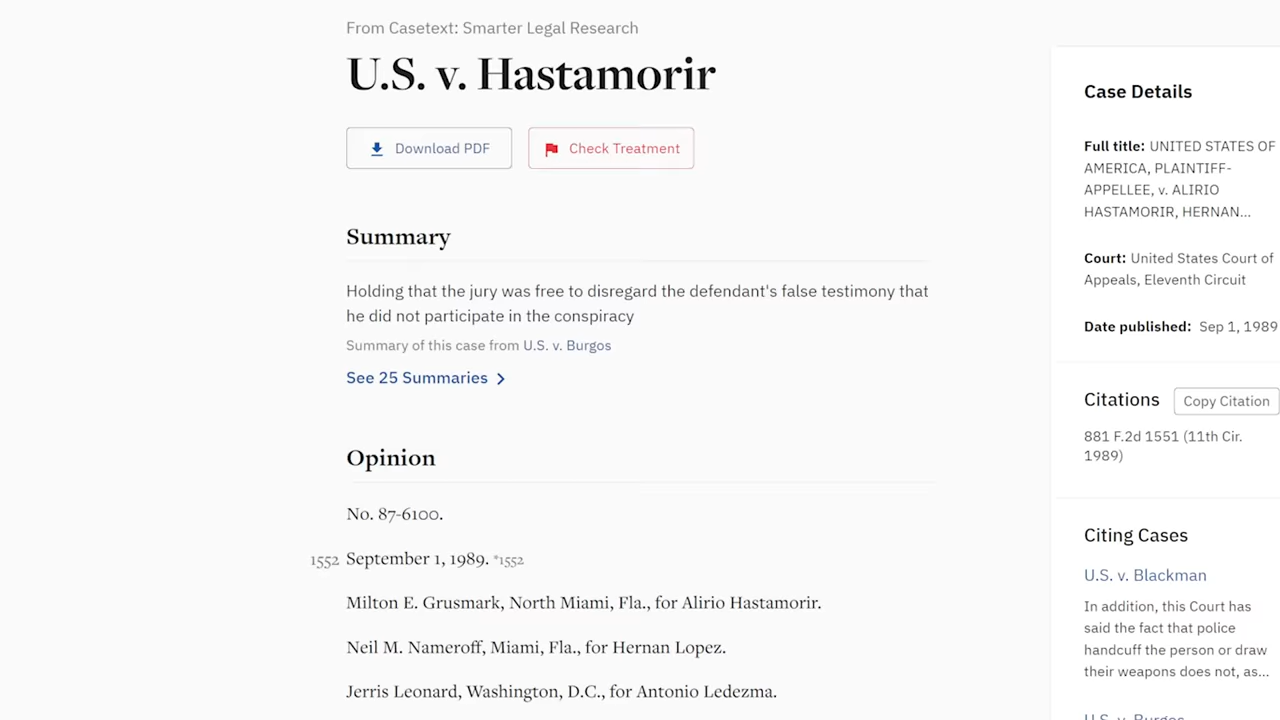 From Casetext: Smarter Legal Research
U.S. v. Hastamorir
Download PDF
Check Treatment
Summary
Holding that the jury was free to disregard the defendant's false testimony that
he did not participate in the conspiracy
Summary of this case from U.S. v. Burgos
See 25 Summaries
Opinion
No. 87-6100.
1552 September 1, 1989. *1552
Milton E. Grusmark, North Miami, Fla., for Alirio Hastamorir.
Neil M. Nameroff, Miami, Fla., for Hernan Lopez.
Jerris Leonard, Washington, D.C., for Antonio Ledezma.
Case Details
Full title: UNITED STATES OF
AMERICA, PLAINTIFF-
APPELLEE, v. ALIRIO
HASTAMORIR, HERNAN...
Court: United States Court of
Appeals, Eleventh Circuit
Date published: Sep 1, 1989
Citations
Copy Citation
881 F.2d 1551 (11th Cir.
1989)
Citing Cases
U.S. v. Blackman
In addition, this Court has
said the fact that police
handcuff the person or draw
their weapons does not, as...
U.S. v. Burgos